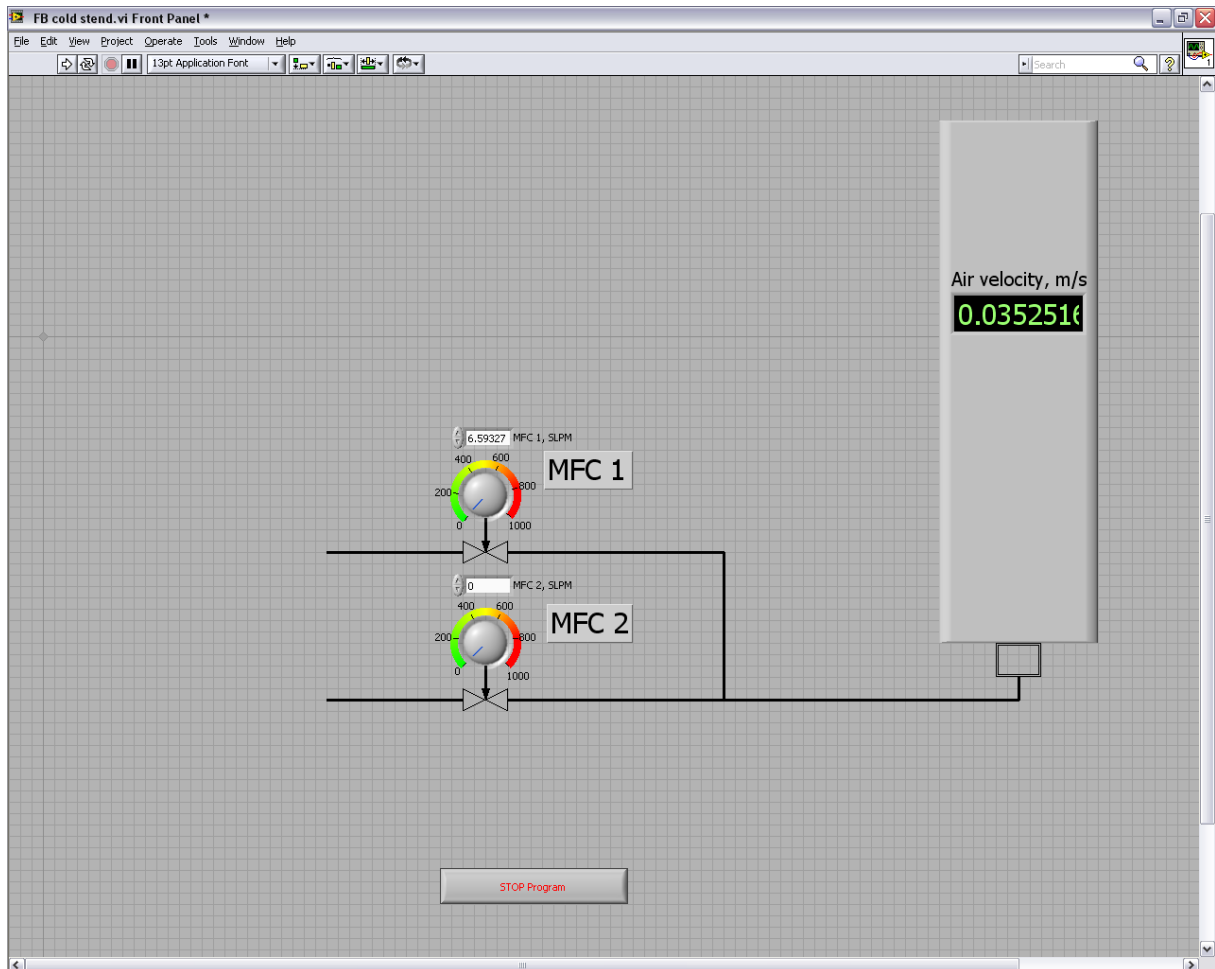 FB cold stend.vi Front Panel *
File Edit View Project Operate Tools Window Help
13pt Application Font
Search
1
Air velocity, m/s
0.0352516
6.59327 MFC 1, SLPM
400 600
MFC 1
200 800
0 1000
0 MFC 2, SLPM
400 600
MFC 2
200 800
0 1000
STOP Program